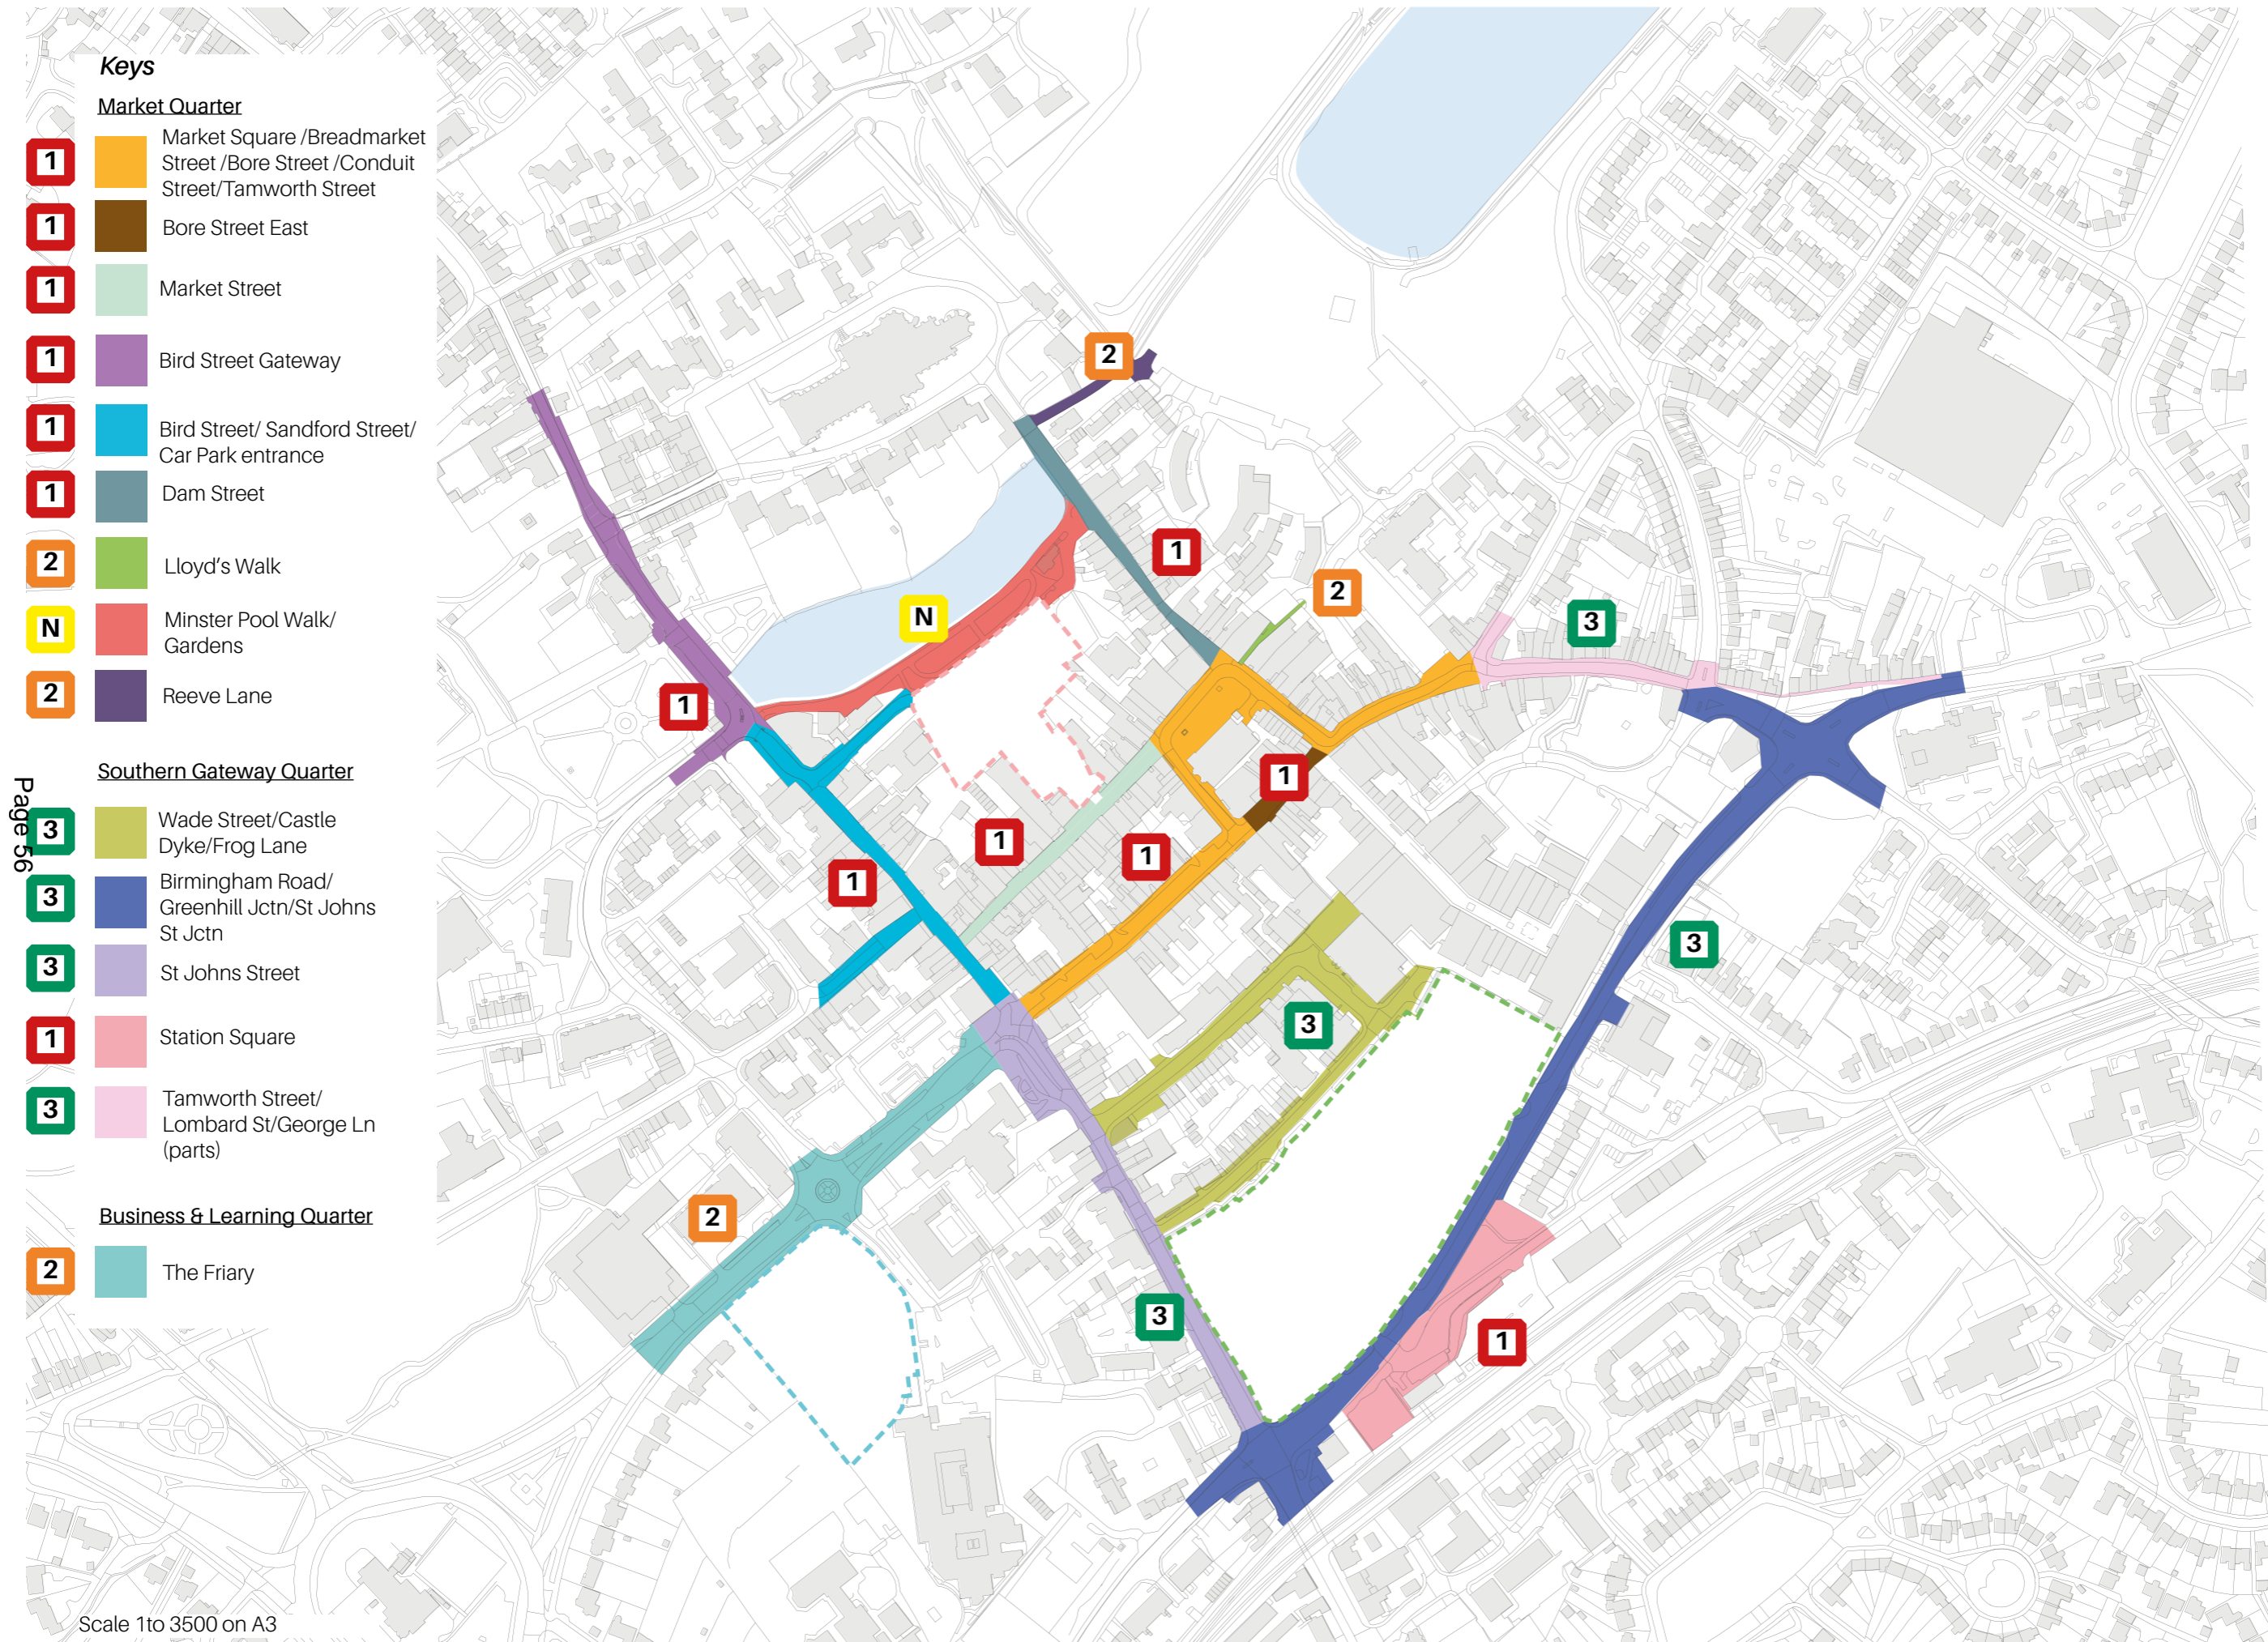 Keys
Market Quarter
1
Market Square /Breadmarket
Street /Bore Street /Conduit
Street/Tamworth Street
1
Bore Street East
1
Market Street
1
Bird Street Gateway
1
Bird Street/ Sandford Street/
Car Park entrance
1
Dam Street
2
Lloyd's Walk
N
Minster Pool Walk/
Gardens
2
Reeve Lane
Southern Gateway Quarter
3
Wade Street/Castle
Dyke/Frog Lane
3
Birmingham Road/
Greenhill Jctn/St Johns
St Jctn
3
St Johns Street
1
Station Square
3
Tamworth Street/
Lombard St/George Ln
(parts)
Business & Learning Quarter
2
The Friary
Page 56
Scale 1to 3500 on A3
2
1
2
N
3
1
1
1
1
1
3
3
2
3
1